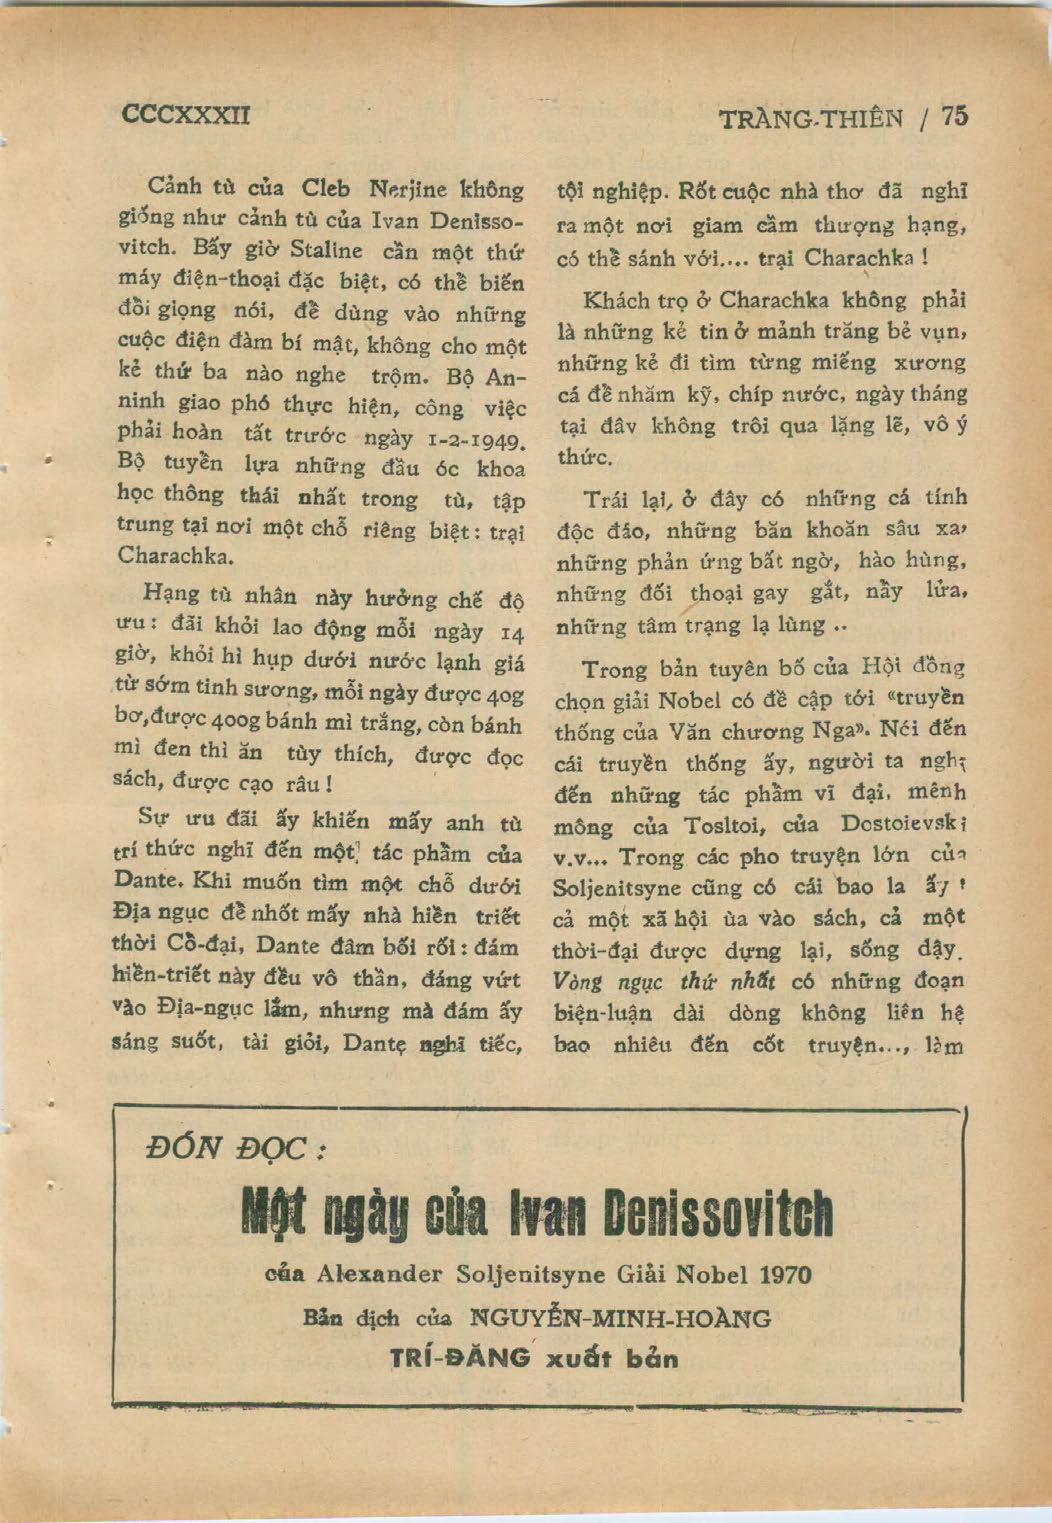 CCCXXXII
TRÀNG-THIÊN / 75
Cảnh tù của Cleb Nerjine không
giống như cảnh tù của Ivan Denisso-
vitch. Bấy giờ Staline cần một thứ
máy điện-thoại đặc biệt, có thể biến
đổi giọng nói, để dùng vào những
cuộc điện đàm bí mật, không cho một
kẻ thứ ba nào nghe trộm. Bộ An-
ninh giao phó thực hiện, công việc
phải hoàn tất trước ngày 1-2-1949.
Bộ tuyển lựa những đầu óc khoa
học thông thái nhất trong tù, tập
trung tại nơi một chỗ riêng biệt : trại
Charachka.
Hạng tù nhân này hưởng chế độ
ưu : đãi khỏi lao động mỗi ngày 14
giờ, khỏi hì hụp dưới nước lạnh giá
từ sớm tinh sương, mỗi ngày được 40g
bơ, được 400g bánh mì trắng, còn bánh
mì đen thì ăn tùy thích, được đọc
sách, được cạo râu !
Sự ưu đãi ấy khiến mấy anh tù
trí thức nghĩ đến một tác phẩm của
Dante. Khi muốn tìm một chỗ dưới
Địa ngục để nhốt mấy nhà hiền triết
thời Cổ-đại, Dante đâm bối rối : đám
hiền-triết này đều vô thần, đáng vứt
vào Địa-ngục lắm, nhưng mà đám ấy
sáng suốt, tài giỏi, Dante nghĩ tiếc,
tội nghiệp. Rốt cuộc nhà thơ đã nghĩ
ra một nơi giam cầm thượng hạng,
có thể sánh với.... trại Charachka !
Khách trọ ở Charachka không phải
là những kẻ tin ở mảnh trăng bẻ vụn,
những kẻ đi tìm từng miếng xương
cá để nhấm kỹ, chíp nước, ngày tháng
tại đây không trôi qua lặng lẽ, vô ý
thức.
Trái lại, ở đây có những cá tính
độc đáo, những băn khoăn sâu xa,
những phản ứng bất ngờ, hào hùng,
những đối thoại gay gắt, nầy lửa,
những tâm trạng lạ lùng ..
Trong bản tuyên bố của Hội đồng
chọn giải Nobel có đề cập tới «truyền
thống của Văn chương Nga». Nói đến
cái truyền thống ấy, người ta nghĩ
đến những tác phẩm vĩ đại, mênh
mông của Tosltoi, của Dostoievski
v.v... Trong các pho truyện lớn của
Soljenitsyne cũng có cái bao la ấy !
cả một xã hội ùa vào sách, cả một
thời-đại được dựng lại, sống dậy.
Vòng ngục thứ nhất có những đoạn
biện-luận dài dòng không liên hệ
bao nhiêu đến cốt truyện..., làm
ĐÓN ĐỌC :
Một ngày của Ivan Denissovitch
của Alexander Soljenitsyne Giải Nobel 1970
Bản dịch của NGUYỄN-MINH-HOÀNG
TRÍ-ĐĂNG xuất bản